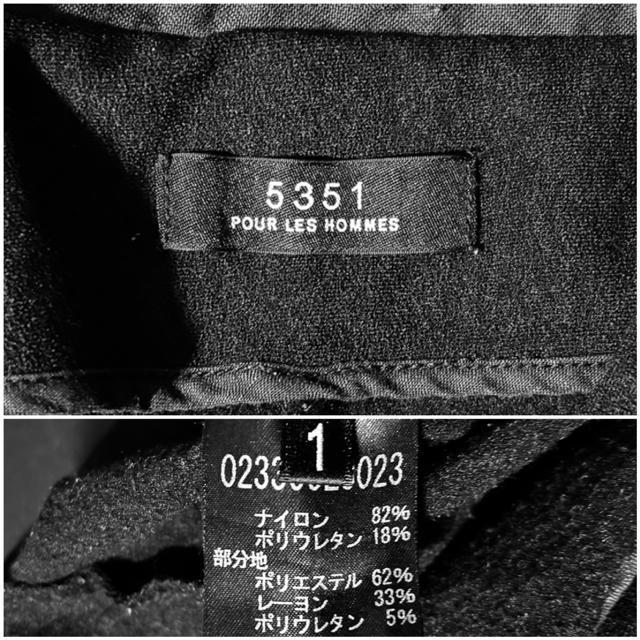 5351
POUR LES HOMMES
1
ナイロン 82%
ポリウレタン 18%
部分地
ポリエステル 62%
レーヨン 33%
ポリウレタン 5%